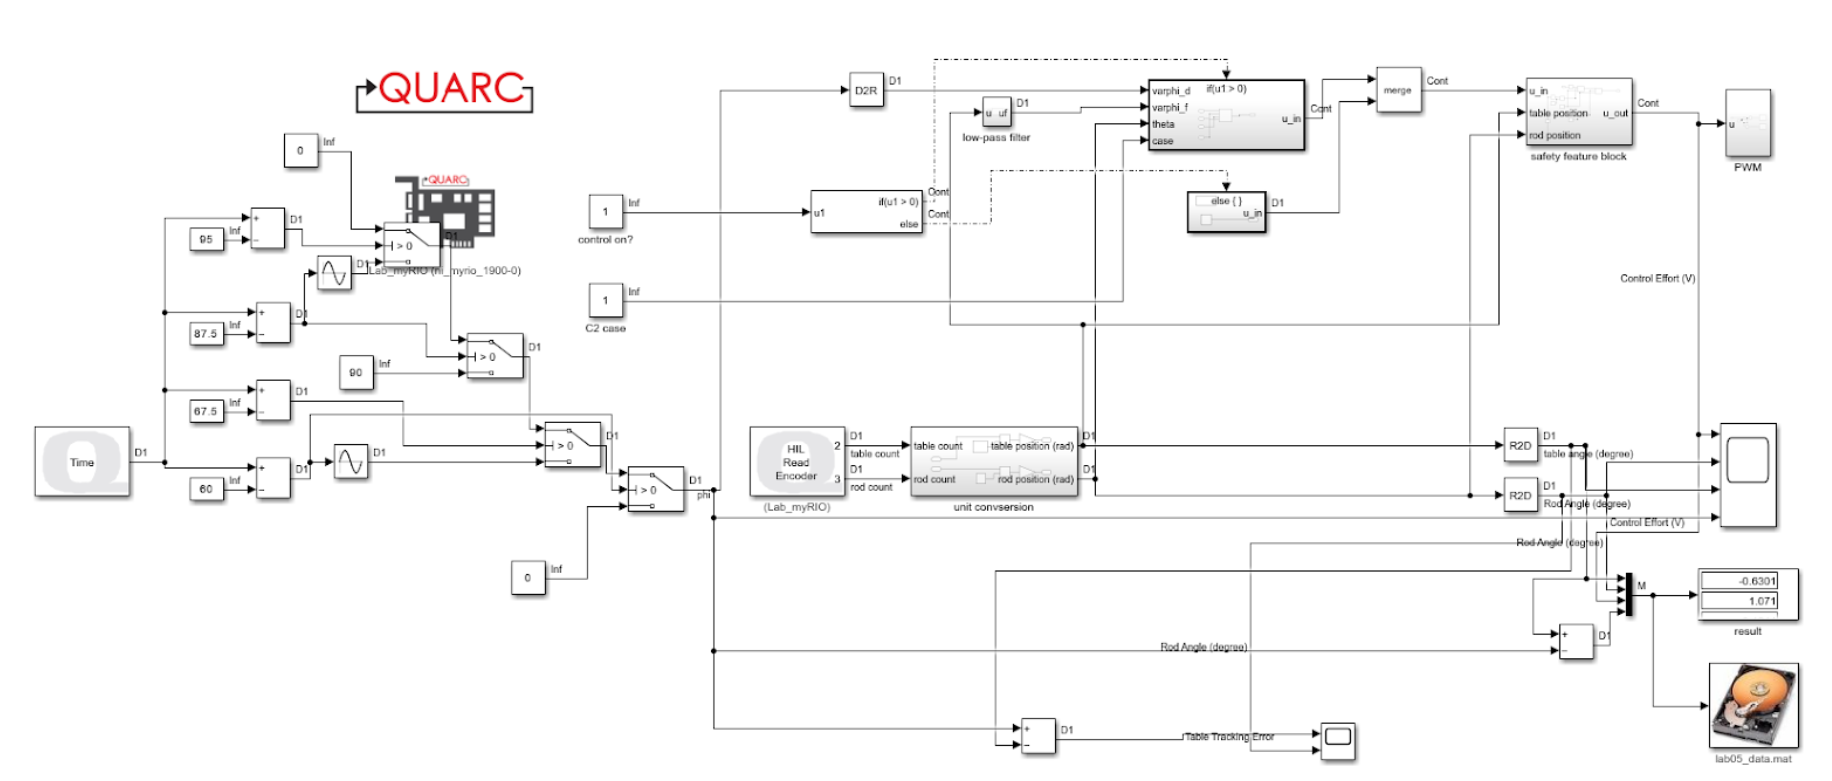 QUARC
0
Inf
QUARC
D1
Lab_myRIO (ni_myrio_1900-0)
+
−
D1
95
Inf
> 0
D1
+
−
D1
87.5
Inf
> 0
D1
90
Inf
+
−
D1
67.5
Inf
> 0
D1
Time
D1
+
−
D1
60
Inf
D1
> 0
D1
phi
0
Inf
D2R
D1
u uf
D1
low-pass filter
varphi_d
varphi_f
theta
case
if(u1 > 0)
u_in
Cont
merge
Cont
u_in
table position
rod position
u_out
Cont
safety feature block
u
PWM
1
Inf
control on?
u1
if(u1 > 0)
else
Cont
Cont
else { }
u_in
D1
1
Inf
C2 case
Control Effort (V)
HIL
Read
Encoder
2
3
(Lab_myRIO)
D1
table count
D1
rod count
table count
rod count
table position (rad)
rod position (rad)
unit convsersion
D1
D1
R2D
D1
table angle (degree)
R2D
D1
Rod Angle (degree)
Control Effort (V)
Rod Angle (degree)
M
-0.6301
1.071
result
+
−
D1
Rod Angle (degree)
+
−
D1
Table Tracking Error
lab05_data.mat